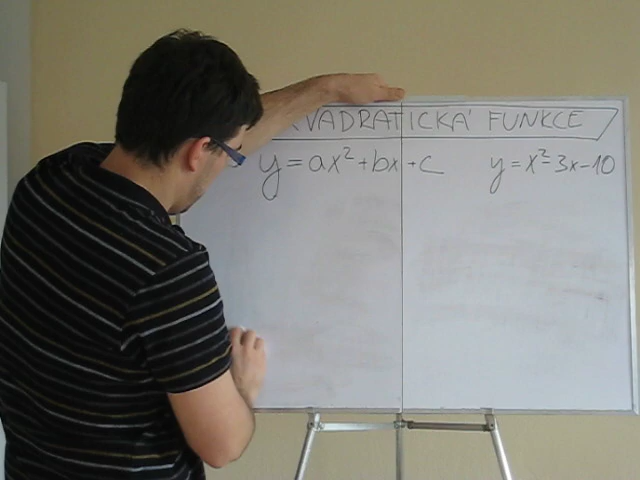 KVADRATICKÁ FUNKCE
y = ax² + bx + c
y = x² - 3x - 10